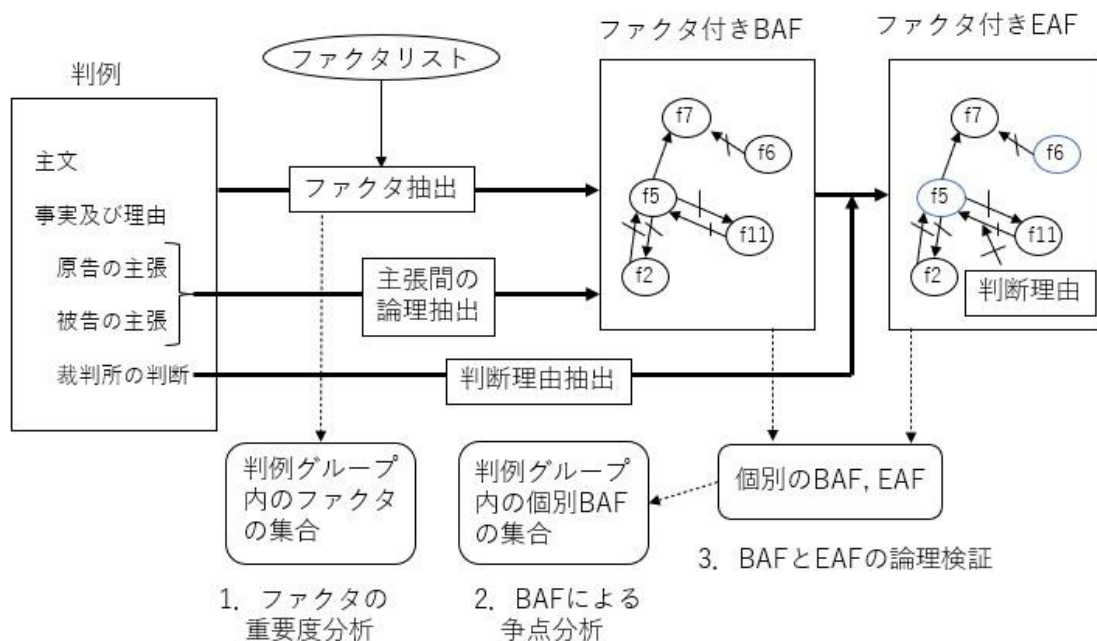 ファクタ付きBAF
ファクタ付きEAF
ファクタリスト
判例
主文
事実及び理由
原告の主張
被告の主張
裁判所の判断
ファクタ抽出
主張間の
論理抽出
判断理由抽出
f7
f6
f5
f11
f2
f7
f6
f5
f11
f2
判断理由
判例グループ
内のファクタ
の集合
判例グループ
内の個別BAF
の集合
個別のBAF, EAF
1. ファクタの
重要度分析
2. BAFによる
争点分析
3. BAFとEAFの論理検証